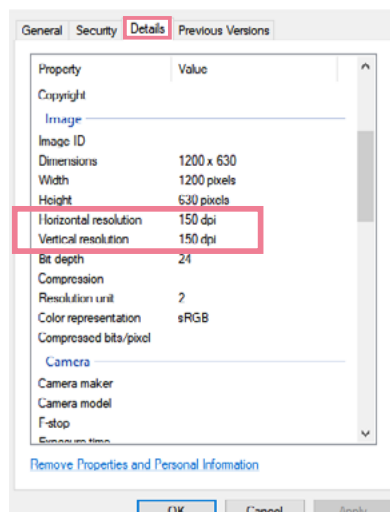 General Security Details Previous Versions
Property Value
Copyright
Image
Image ID
Dimensions 1200 x 630
Width 1200 pixels
Height 630 pixels
Horizontal resolution 150 dpi
Vertical resolution 150 dpi
Bit depth 24
Compression
Resolution unit 2
Color representation sRGB
Compressed bits/pixel
Camera
Camera maker
Camera model
F-stop
Exposure time
Remove Properties and Personal Information
OK Cancel Apply